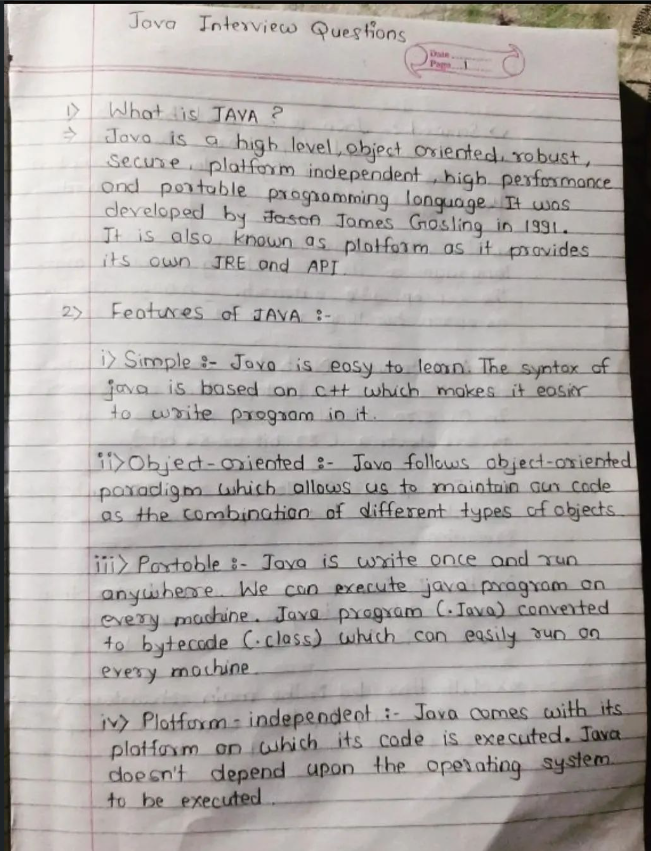 Java Interview Questions
Date
Page 1
1> What is JAVA ?
⇒ Java is a high level, object oriented, robust,
secure, platform independent, high performance
and portable programming language. It was
developed by Jason James Gosling in 1991.
It is also known as platform as it provides
its own JRE and API.
2> Features of JAVA :-
i> Simple :- Java is easy to learn. The syntax of
java is based on C++ which makes it easier
to write program in it.
ii> Object-oriented :- Java follows object-oriented
paradigm which allows us to maintain our code
as the combination of different types of objects.
iii> Portable :- Java is write once and run
anywhere. We can execute java program on
every machine. Java program (.Java) converted
to bytecode (.class) which can easily run on
every machine.
iv> Platform-independent :- Java comes with its
platform on which its code is executed. Java
doesn't depend upon the operating system
to be executed.